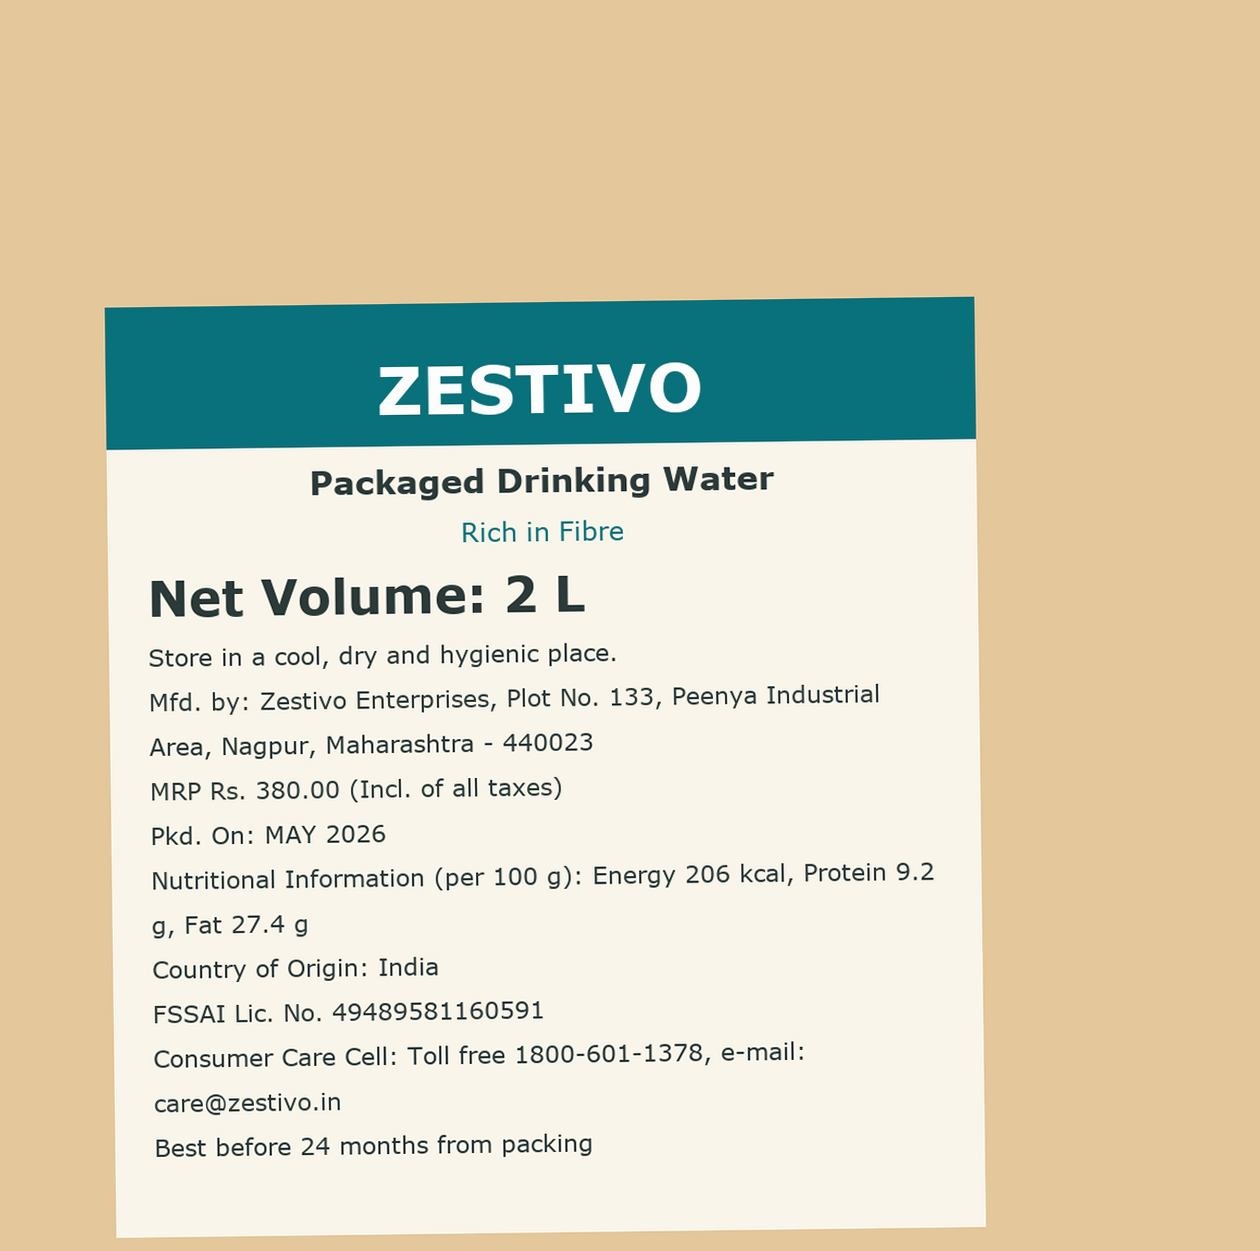 ZESTIVO
Packaged Drinking Water
Rich in Fibre
Net Volume: 2 L
Store in a cool, dry and hygienic place.
Mfd. by: Zestivo Enterprises, Plot No. 133, Peenya Industrial
Area, Nagpur, Maharashtra - 440023
MRP Rs. 380.00 (Incl. of all taxes)
Pkd. On: MAY 2026
Nutritional Information (per 100 g): Energy 206 kcal, Protein 9.2
g, Fat 27.4 g
Country of Origin: India
FSSAI Lic. No. 49489581160591
Consumer Care Cell: Toll free 1800-601-1378, e-mail:
care@zestivo.in
Best before 24 months from packing